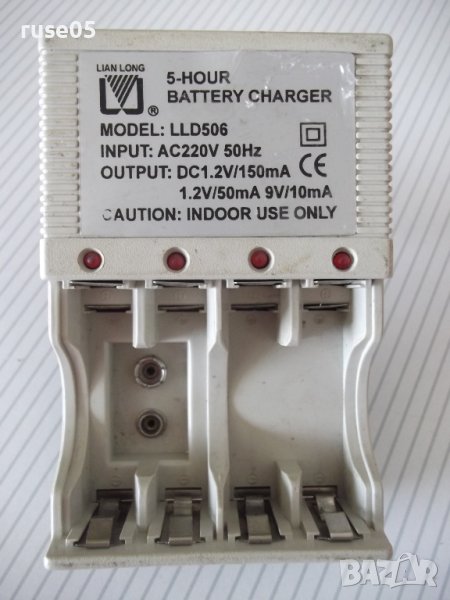 ruse05
LIAN LONG
®
5-HOUR
BATTERY CHARGER
MODEL: LLD506
INPUT: AC220V 50Hz
OUTPUT: DC1.2V/150mA CE
1.2V/50mA 9V/10mA
CAUTION: INDOOR USE ONLY
BAZAR